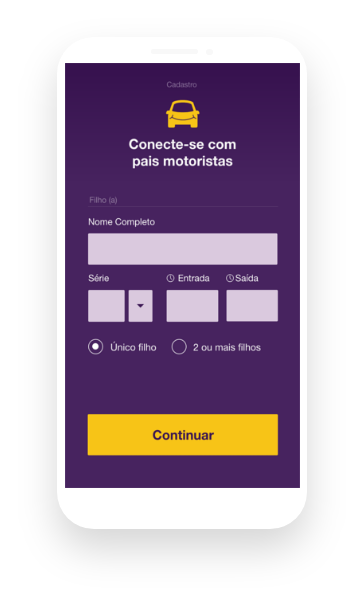 Cadastro
Conecte-se com
pais motoristas
Filho (a)
Nome Completo
Série Entrada Saída
Único filho 2 ou mais filhos
Continuar